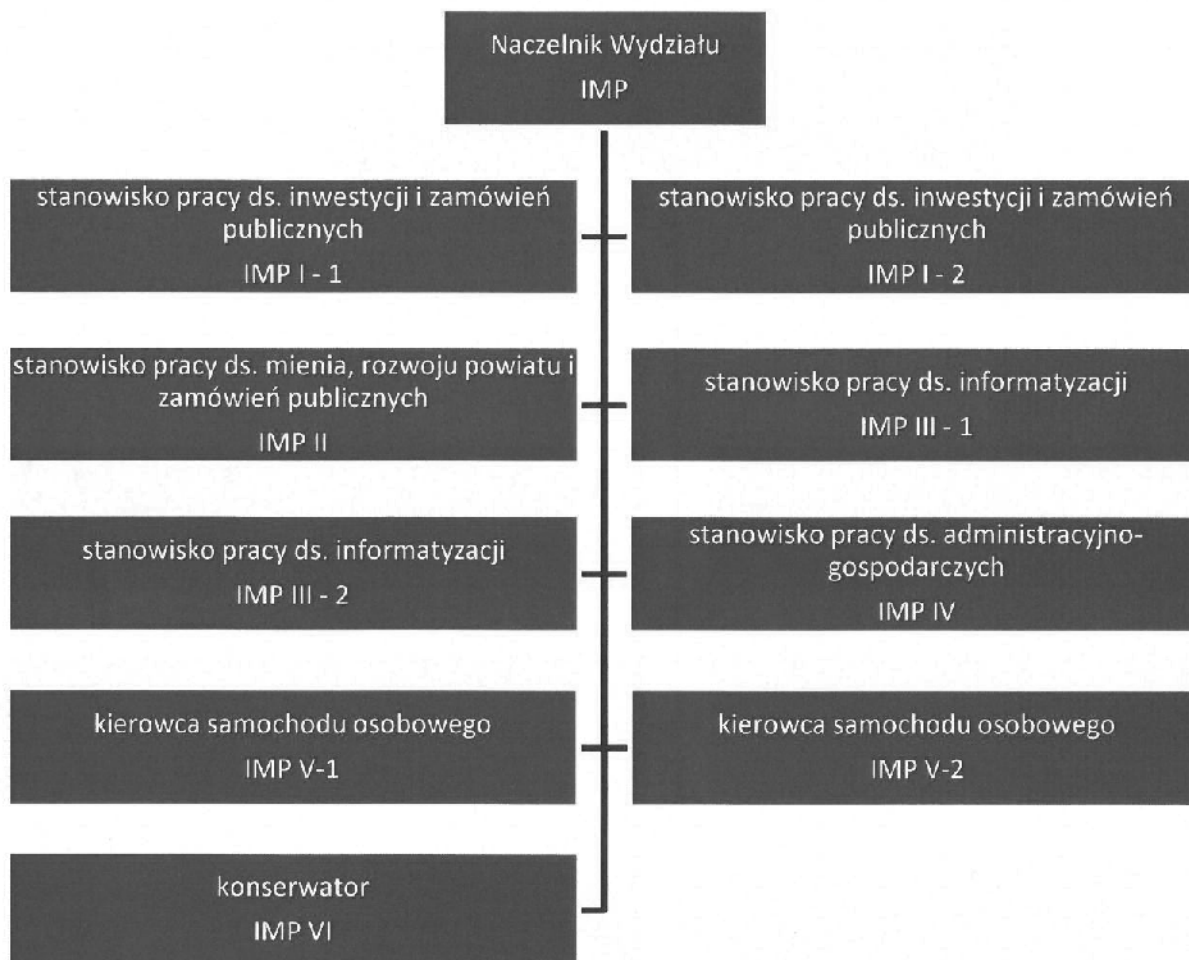 Naczelnik Wydziału
IMP
stanowisko pracy ds. inwestycji i zamówień
publicznych
IMP I - 1
stanowisko pracy ds. inwestycji i zamówień
publicznych
IMP I - 2
stanowisko pracy ds. mienia, rozwoju powiatu i
zamówień publicznych
IMP II
stanowisko pracy ds. informatyzacji
IMP III - 1
stanowisko pracy ds. informatyzacji
IMP III - 2
stanowisko pracy ds. administracyjno-
gospodarczych
IMP IV
kierowca samochodu osobowego
IMP V-1
kierowca samochodu osobowego
IMP V-2
konserwator
IMP VI